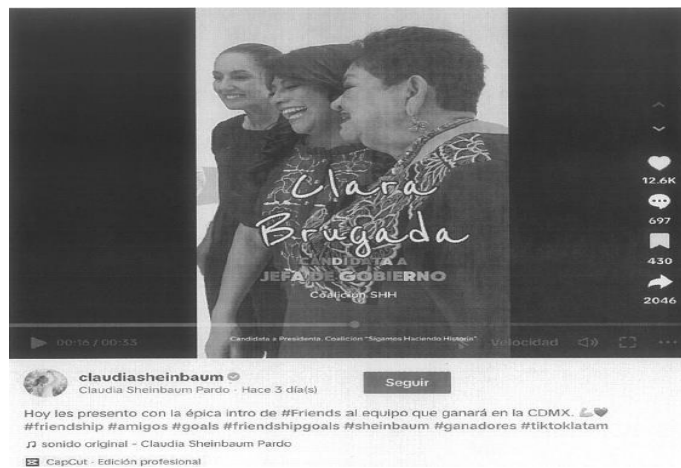 Clara
Brugada
CANDIDATA A
JEFA DE GOBIERNO
Coalición SHH
12.6K
697
430
2046
00:16 / 00:33
Candidata a Presidenta, Coalición "Sigamos Haciendo Historia"
Velocidad
claudiasheinbaum
Claudia Sheinbaum Pardo · Hace 3 día(s)
Seguir
Hoy les presento con la épica intro de #Friends al equipo que ganará en la CDMX. 💪🏻🖤
#friendship #amigos #goals #friendshipgoals #sheinbaum #ganadores #tiktoklatam
♫ sonido original - Claudia Sheinbaum Pardo
CapCut · Edición profesional